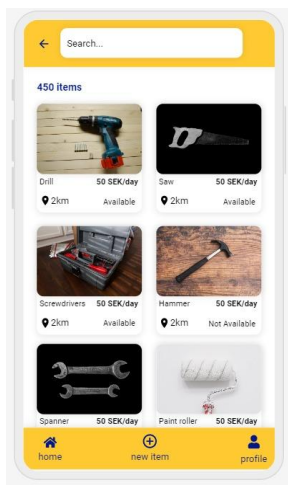 Search...
450 items
Drill 50 SEK/day
2km Available
Saw 50 SEK/day
2km Available
Screwdrivers 50 SEK/day
2km Available
Hammer 50 SEK/day
2km Not Available
Spanner 50 SEK/day
Paint roller 50 SEK/day
home
new item
profile